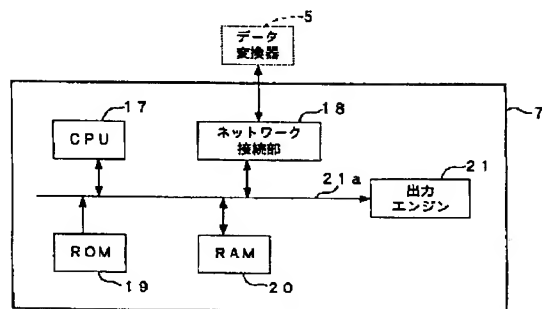 5
データ
変換器
17
CPU
18
ネットワーク
接続部
7
21a
21
出力
エンジン
ROM
19
RAM
20